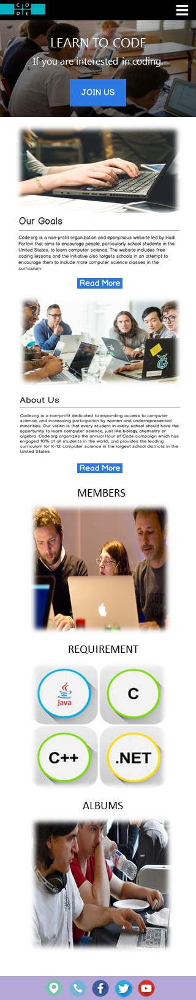 CO
DE
LEARN TO CODE
If you are interested in coding.
JOIN US
Our Goals
Code.org is a non-profit organization and eponymous website led by Hadi
Partovi that aims to encourage people, particularly school students in the
United States, to learn computer science. The website includes free
coding lessons and the initiative also targets schools in an attempt to
encourage them to include more computer science classes in the
curriculum.
Read More
About Us
Code.org is a non-profit dedicated to expanding access to computer
science, and increasing participation by women and underrepresented
minorities. Our vision is that every student in every school should have the
opportunity to learn computer science, just like biology, chemistry or
algebra. Code.org organizes the annual Hour of Code campaign which has
engaged 10% of all students in the world, and provides the leading
curriculum for K-12 computer science in the largest school districts in the
United States.
Read More
MEMBERS
REQUIREMENT
Java
C
C++
.NET
ALBUMS